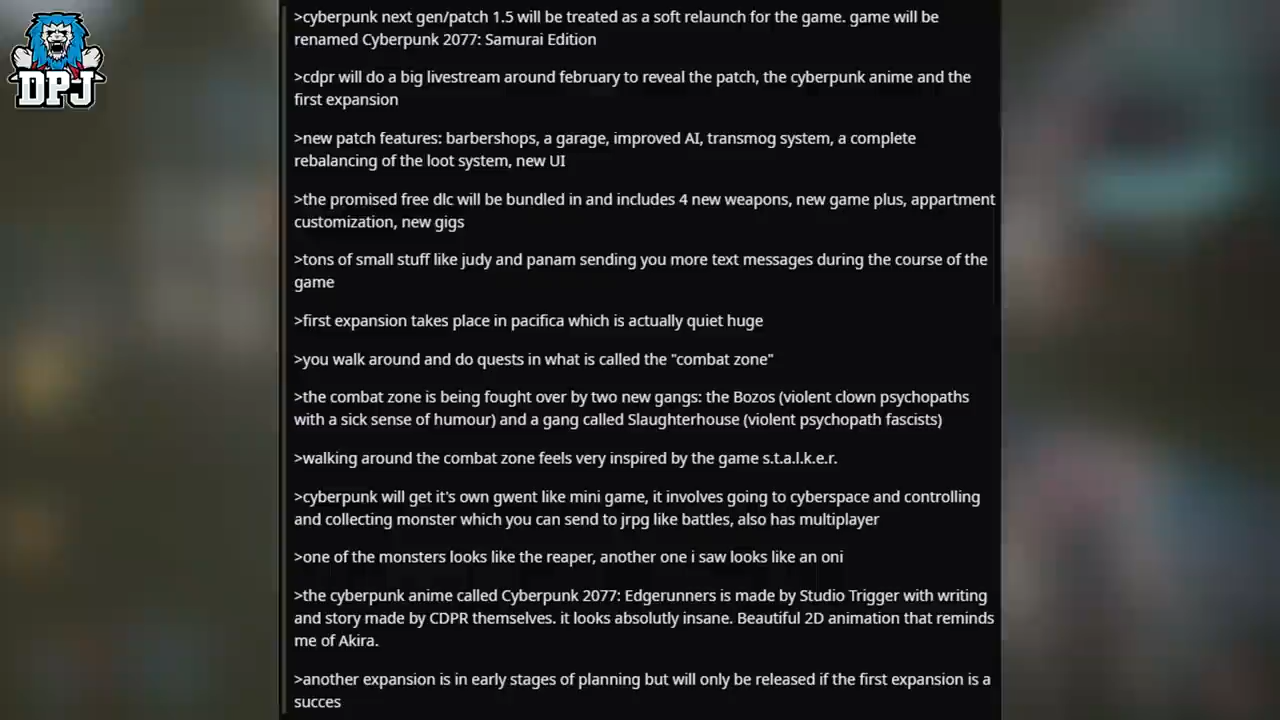 DPJ
>cyberpunk next gen/patch 1.5 will be treated as a soft relaunch for the game. game will be
renamed Cyberpunk 2077: Samurai Edition
>cdpr will do a big livestream around february to reveal the patch, the cyberpunk anime and the
first expansion
>new patch features: barbershops, a garage, improved AI, transmog system, a complete
rebalancing of the loot system, new UI
>the promised free dlc will be bundled in and includes 4 new weapons, new game plus, appartment
customization, new gigs
>tons of small stuff like judy and panam sending you more text messages during the course of the
game
>first expansion takes place in pacifica which is actually quiet huge
>you walk around and do quests in what is called the "combat zone"
>the combat zone is being fought over by two new gangs: the Bozos (violent clown psychopaths
with a sick sense of humour) and a gang called Slaughterhouse (violent psychopath fascists)
>walking around the combat zone feels very inspired by the game s.t.a.l.k.e.r.
>cyberpunk will get it's own gwent like mini game, it involves going to cyberspace and controlling
and collecting monster which you can send to jrpg like battles, also has multiplayer
>one of the monsters looks like the reaper, another one i saw looks like an oni
>the cyberpunk anime called Cyberpunk 2077: Edgerunners is made by Studio Trigger with writing
and story made by CDPR themselves. it looks absolutly insane. Beautiful 2D animation that reminds
me of Akira.
>another expansion is in early stages of planning but will only be released if the first expansion is a
succes